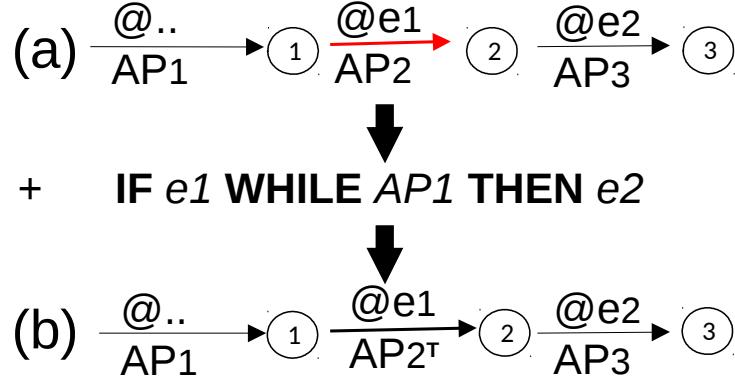 (a) @.. 1 @e1 2 @e2 3
AP1 AP2 AP3
+ IF e1 WHILE AP1 THEN e2
(b) @.. 1 @e1 2 @e2 3
AP1 AP2ᵀ AP3